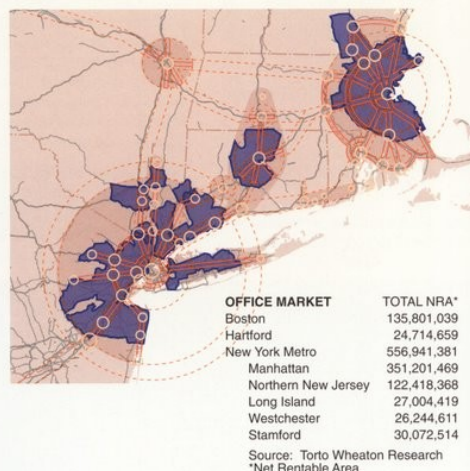 OFFICE MARKET TOTAL NRA*
Boston 135,801,039
Hartford 24,714,659
New York Metro 556,941,381
Manhattan 351,201,469
Northern New Jersey 122,418,368
Long Island 27,004,419
Westchester 26,244,611
Stamford 30,072,514
Source: Torto Wheaton Research
*Net Rentable Area